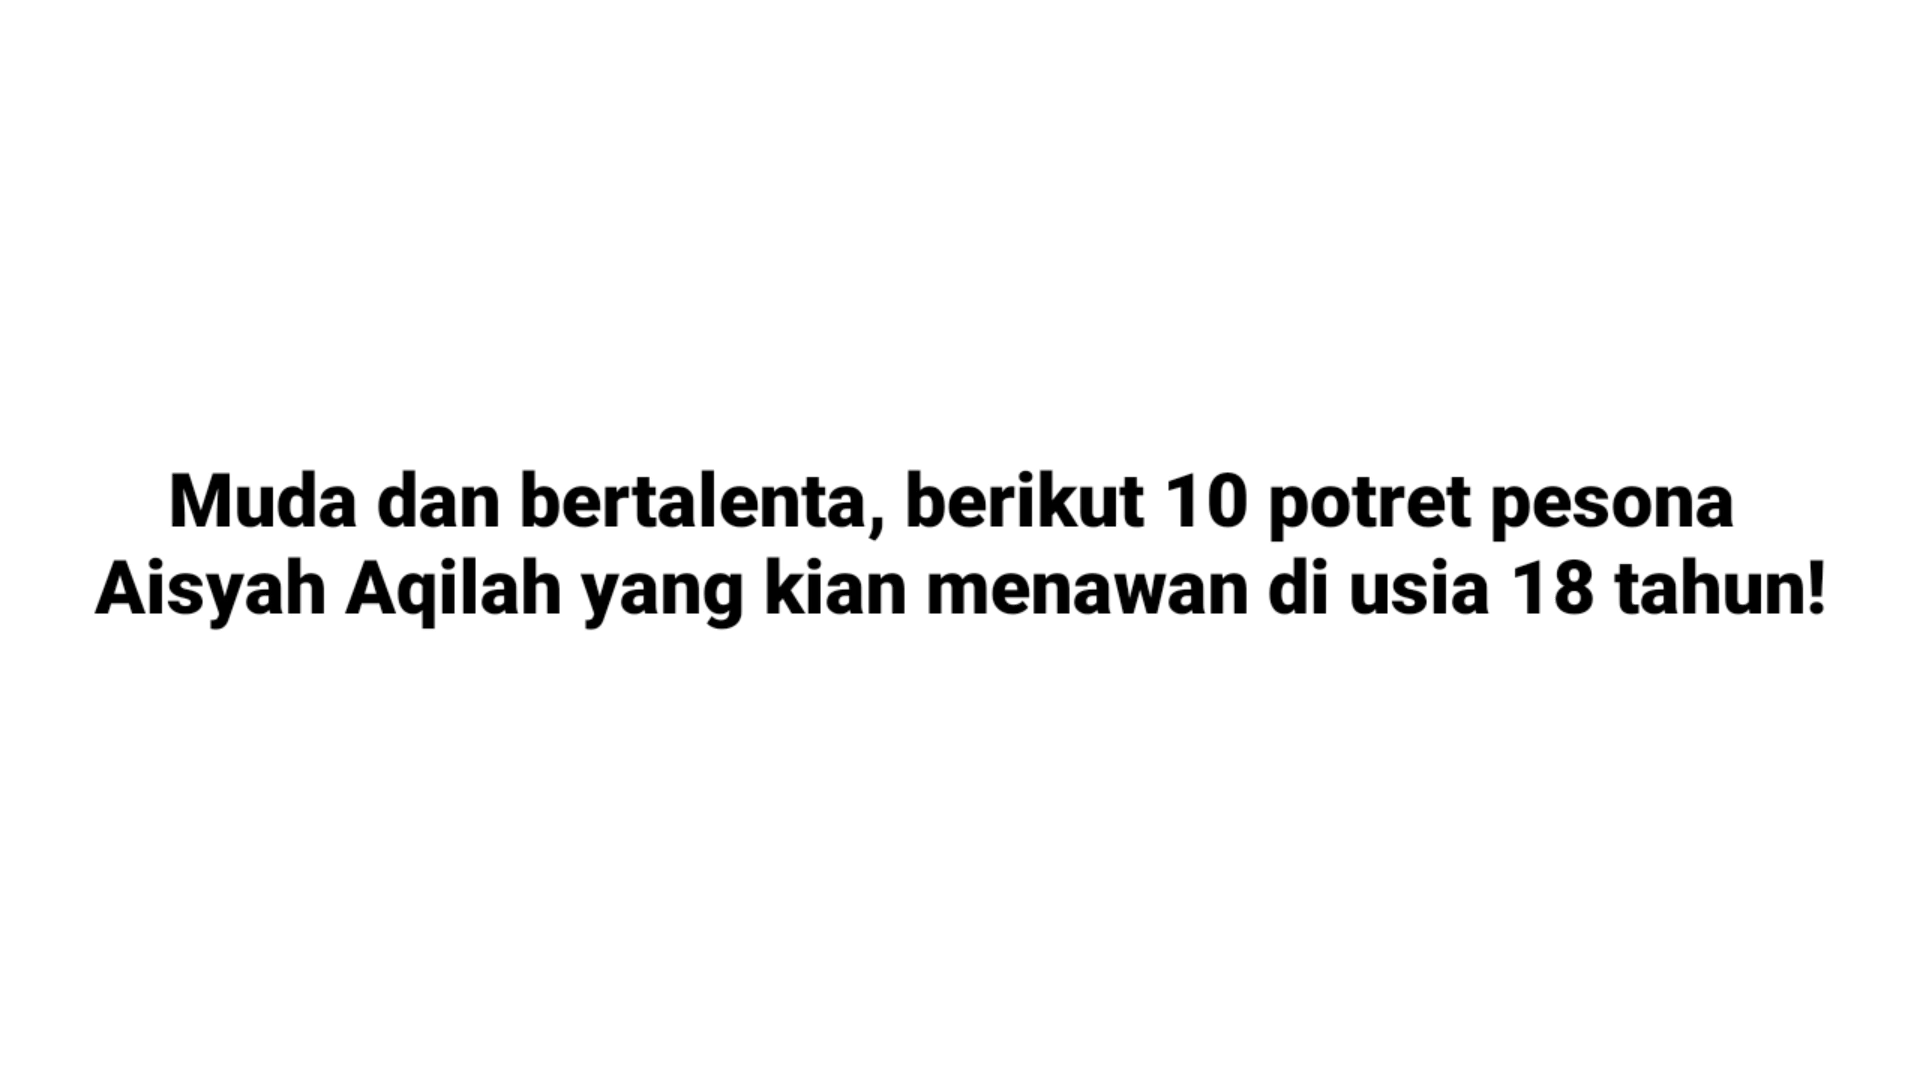 Muda dan bertalenta, berikut 10 potret pesona
Aisyah Aqilah yang kian menawan di usia 18 tahun!